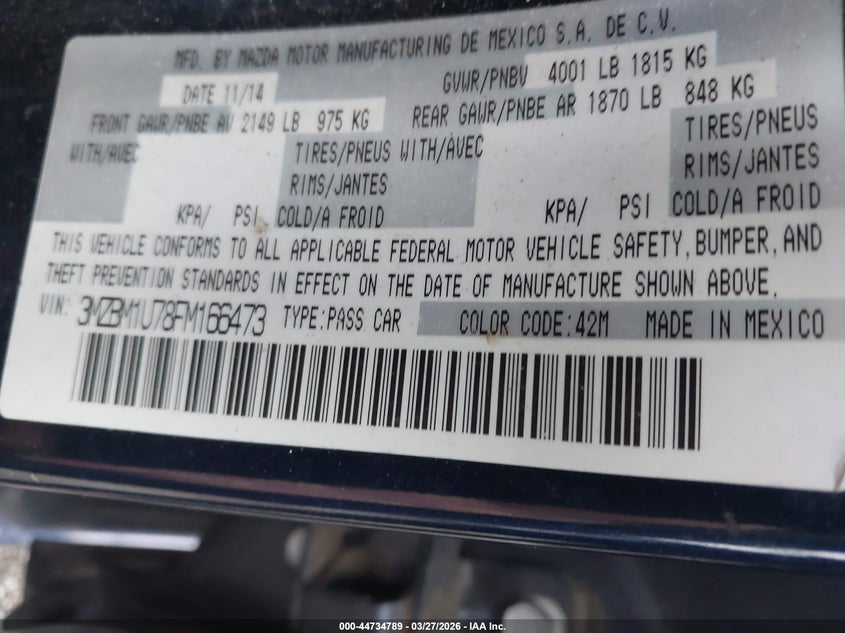 MFD. BY MAZDA MOTOR MANUFACTURING DE MEXICO S.A. DE C.V.
DATE 11/14 GVWR/PNBV 4001 LB 1815 KG
FRONT GAWR/PNBE AV 2149 LB 975 KG REAR GAWR/PNBE AR 1870 LB 848 KG
WITH/AVEC TIRES/PNEUS WITH/AVEC TIRES/PNEUS
RIMS/JANTES RIMS/JANTES
KPA/ PSI COLD/A FROID KPA/ PSI COLD/A FROID
THIS VEHICLE CONFORMS TO ALL APPLICABLE FEDERAL MOTOR VEHICLE SAFETY, BUMPER, AND
THEFT PREVENTION STANDARDS IN EFFECT ON THE DATE OF MANUFACTURE SHOWN ABOVE.
VIN: 3MZBM1U78FM166473 TYPE:PASS CAR COLOR CODE:42M MADE IN MEXICO
000-44734789 — 03/27/2026 — IAA Inc.